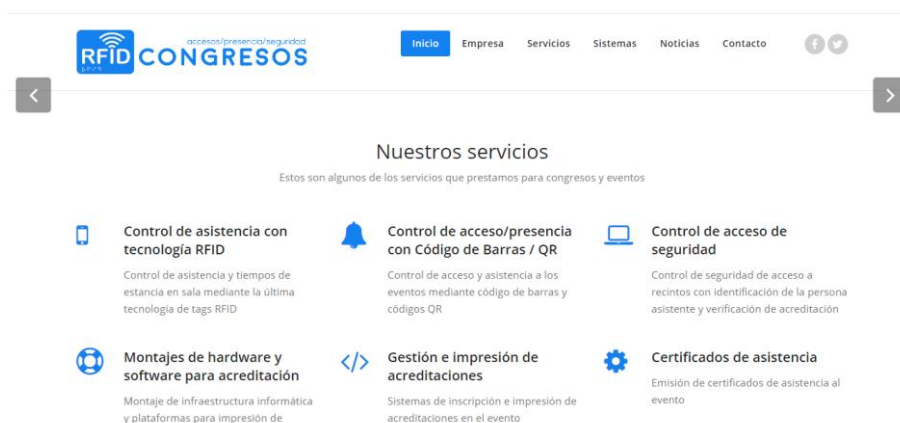 accesos/presencia/seguridad
RFID CONGRESOS
Inicio Empresa Servicios Sistemas Noticias Contacto
Nuestros servicios
Estos son algunos de los servicios que prestamos para congresos y eventos
Control de asistencia con
tecnología RFID
Control de asistencia y tiempos de
estancia en sala mediante la última
tecnología de tags RFID
Control de acceso/presencia
con Código de Barras / QR
Control de acceso y asistencia a los
eventos mediante código de barras y
códigos QR
Control de acceso de
seguridad
Control de seguridad de acceso a
recintos con identificación de la persona
asistente y verificación de acreditación
Montajes de hardware y
software para acreditación
Montaje de infraestructura informática
y plataformas para impresión de
Gestión e impresión de
acreditaciones
Sistemas de inscripción e impresión de
acreditaciones en el evento
Certificados de asistencia
Emisión de certificados de asistencia al
evento